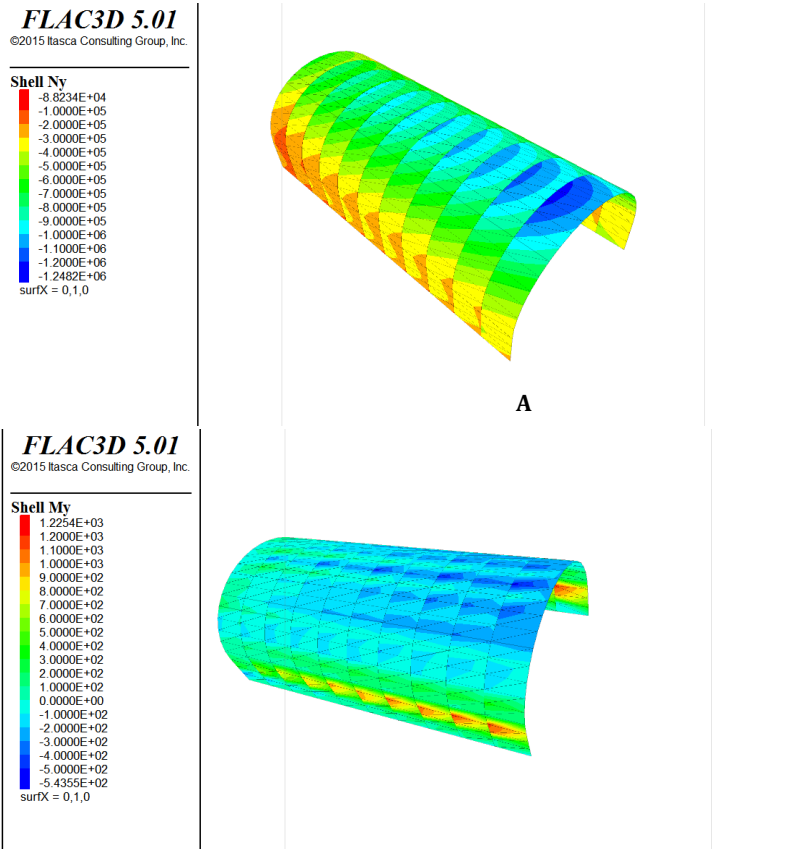 FLAC3D 5.01
©2015 Itasca Consulting Group, Inc.
Shell Ny
-8.8234E+04
-1.0000E+05
-2.0000E+05
-3.0000E+05
-4.0000E+05
-5.0000E+05
-6.0000E+05
-7.0000E+05
-8.0000E+05
-9.0000E+05
-1.0000E+06
-1.1000E+06
-1.2000E+06
-1.2482E+06
surfX = 0,1,0
A
FLAC3D 5.01
©2015 Itasca Consulting Group, Inc.
Shell My
1.2254E+03
1.2000E+03
1.1000E+03
1.0000E+03
9.0000E+02
8.0000E+02
7.0000E+02
6.0000E+02
5.0000E+02
4.0000E+02
3.0000E+02
2.0000E+02
1.0000E+02
0.0000E+00
-1.0000E+02
-2.0000E+02
-3.0000E+02
-4.0000E+02
-5.0000E+02
-5.4355E+02
surfX = 0,1,0